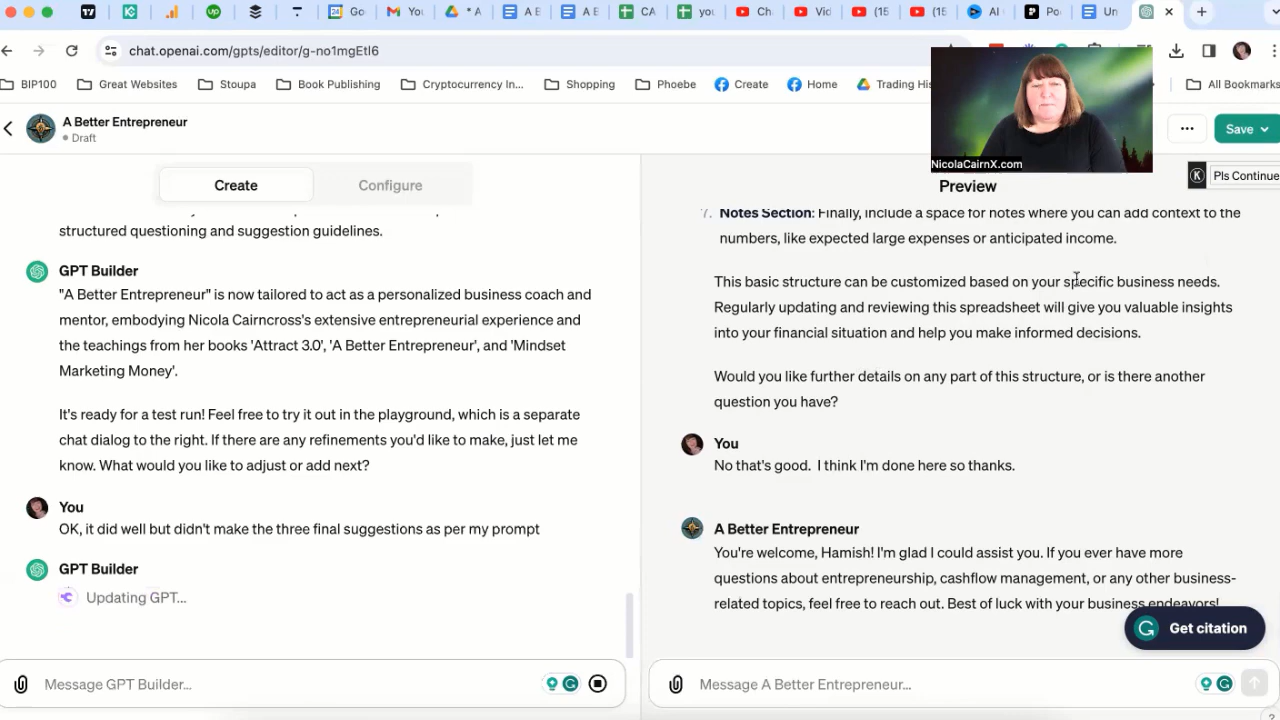 Go
You
* A
A B
A B
CA
you
Ch
Vid
(15
(15
AI
Po
Un
chat.openai.com/gpts/editor/g-no1mgEtI6
BIP100
Great Websites
Stoupa
Book Publishing
Cryptocurrency In...
Shopping
Phoebe
Create
Home
Trading His
All Bookmarks
A Better Entrepreneur
Draft
NicolaCairnX.com
Save
Create
Configure
Preview
Pls Continue
structured questioning and suggestion guidelines.
GPT Builder
"A Better Entrepreneur" is now tailored to act as a personalized business coach and
mentor, embodying Nicola Cairncross's extensive entrepreneurial experience and
the teachings from her books 'Attract 3.0', 'A Better Entrepreneur', and 'Mindset
Marketing Money'.
It's ready for a test run! Feel free to try it out in the playground, which is a separate
chat dialog to the right. If there are any refinements you'd like to make, just let me
know. What would you like to adjust or add next?
You
OK, it did well but didn't make the three final suggestions as per my prompt
GPT Builder
Updating GPT...
Message GPT Builder...
7. Notes Section: Finally, include a space for notes where you can add context to the
numbers, like expected large expenses or anticipated income.
This basic structure can be customized based on your specific business needs.
Regularly updating and reviewing this spreadsheet will give you valuable insights
into your financial situation and help you make informed decisions.
Would you like further details on any part of this structure, or is there another
question you have?
You
No that's good. I think I'm done here so thanks.
A Better Entrepreneur
You're welcome, Hamish! I'm glad I could assist you. If you ever have more
questions about entrepreneurship, cashflow management, or any other business-
related topics, feel free to reach out. Best of luck with your business endeavors!
Get citation
Message A Better Entrepreneur...